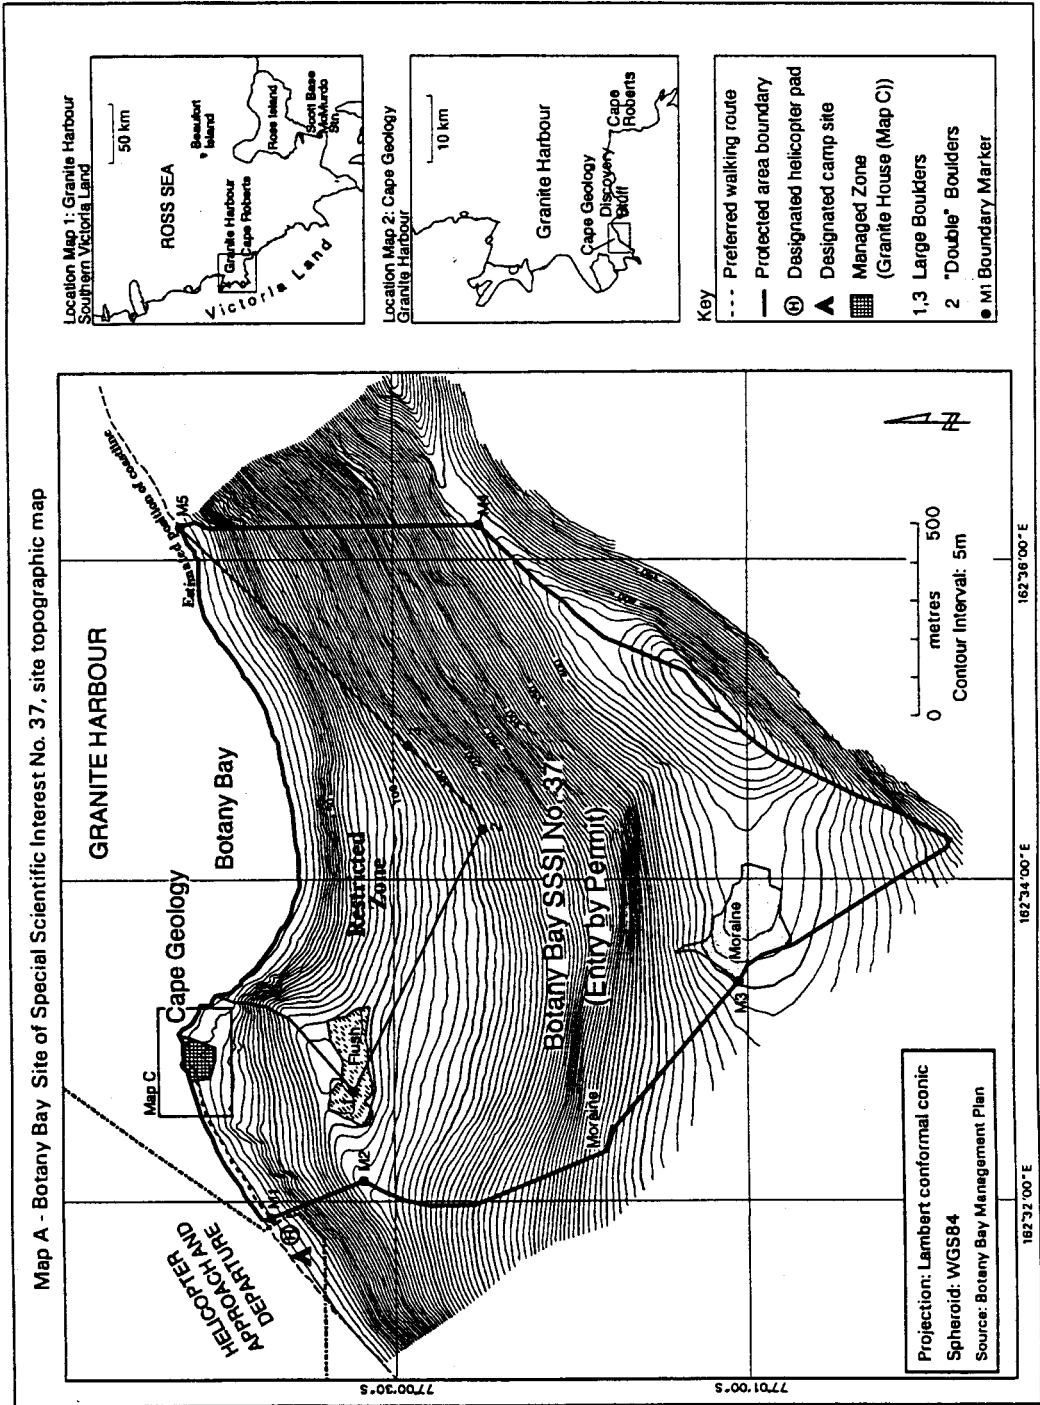 Map A - Botany Bay Site of Special Scientific Interest No. 37, site topographic map
HELICOPTER
APPROACH AND
DEPARTURE
Map C
Cape Geology
GRANITE HARBOUR
Botany Bay
Estimated position of coastline
M5
M1
H
M2
Flush
Restricted
Zone
100
2
M4
Botany Bay SSSI No. 37
(Entry by Permit)
Moraine
Moraine
M3
77°00'30"S
77°01'00"S
162°32'00"E
162°34'00"E
162°36'00"E
0
metres
500
Contour Interval: 5m
N
Projection: Lambert conformal conic
Spheroid: WGS84
Source: Botany Bay Management Plan
Location Map 1: Granite Harbour
Southern Victoria Land
50 km
ROSS SEA
Beaufort
Island
Granite Harbour
Cape Roberts
Ross Island
Scott Base
McMurdo
Stn
Victoria Land
Location Map 2: Cape Geology
Granite Harbour
10 km
Granite Harbour
Cape Geology
Discovery
Bluff
Cape
Roberts
Key
Preferred walking route
Protected area boundary
H Designated helicopter pad
Designated camp site
Managed Zone
(Granite House (Map C))
1,3 Large Boulders
2 "Double" Boulders
M1 Boundary Marker